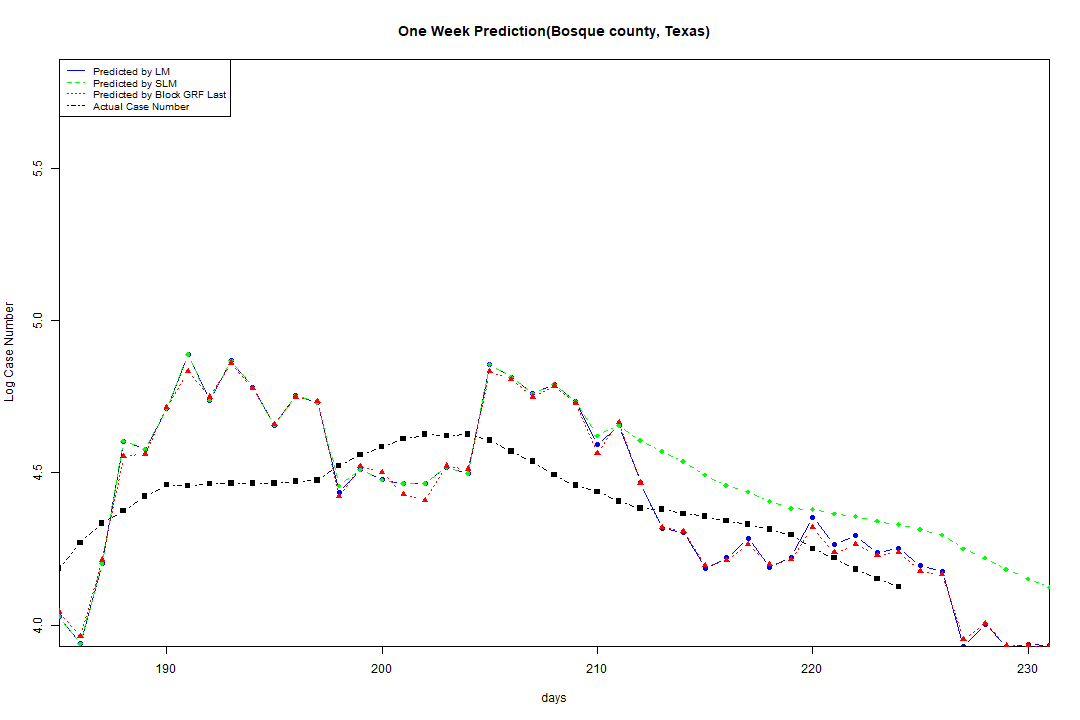 One Week Prediction(Bosque county, Texas)
Predicted by LM
Predicted by SLM
Predicted by Block GRF Last
Actual Case Number
5.5
5.0
4.5
4.0
Log Case Number
190
200
210
220
230
days